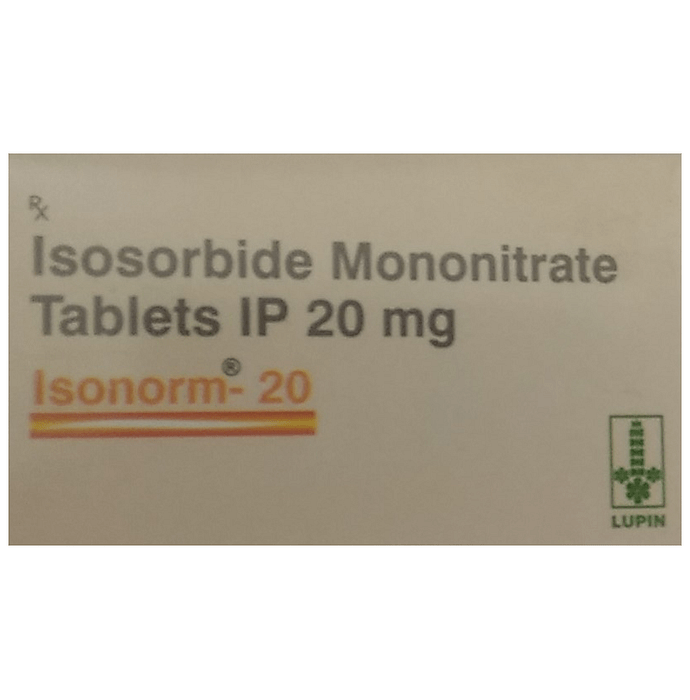 Rx
Isosorbide Mononitrate
Tablets IP 20 mg
Isonorm®- 20
LUPIN